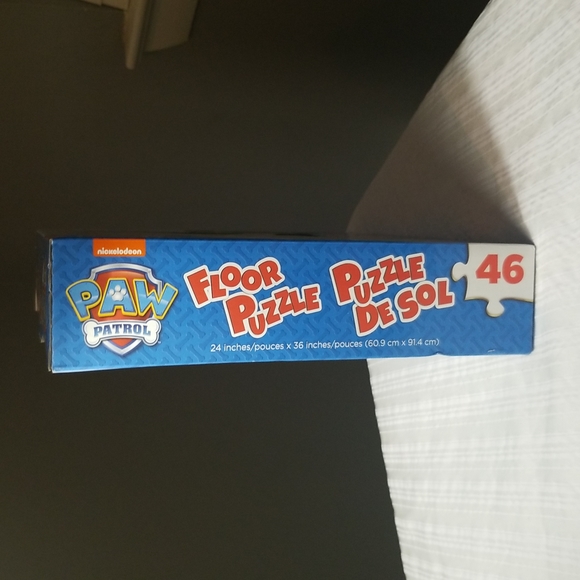 nickelodeon
PAW
PATROL
FLOOR
PUZZLE
PUZZLE
DE SOL
46
24 inches/pouces x 36 inches/pouces (60.9 cm x 91.4 cm)